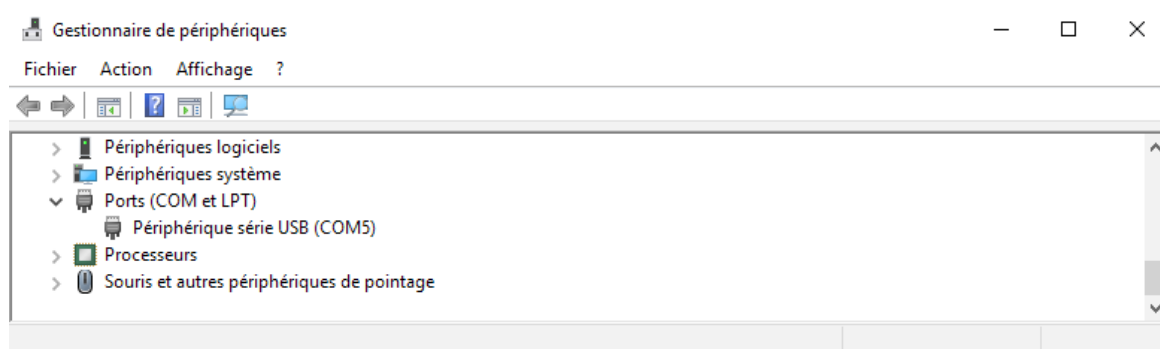 Gestionnaire de périphériques
Fichier Action Affichage ?
Périphériques logiciels
Périphériques système
Ports (COM et LPT)
Périphérique série USB (COM5)
Processeurs
Souris et autres périphériques de pointage